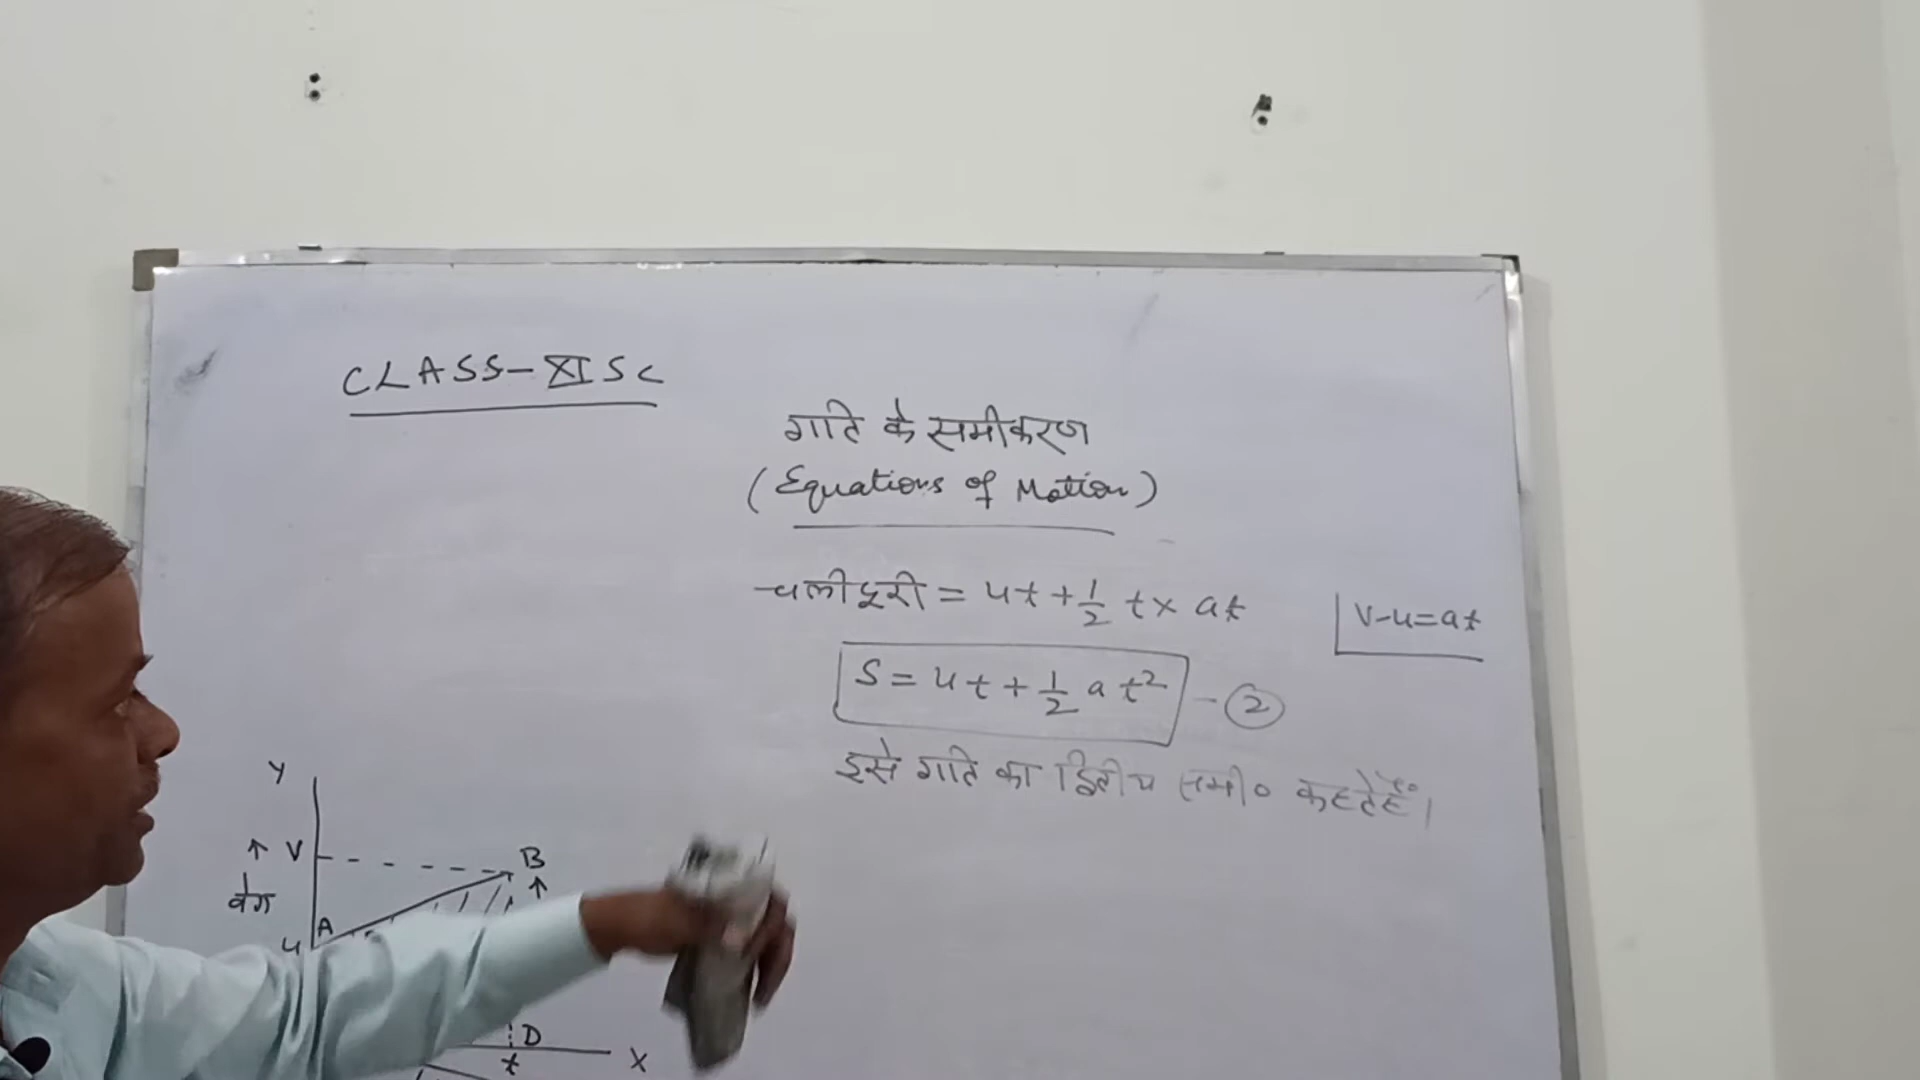 CLASS-XI SC
गति के समीकरण
(Equations of Motion)
चली दूरी = ut + 1/2 t × at
v-u=at
S = ut + 1/2 a t² - ②
इसे गति का द्वितीय समी० कहते हैं।
Y
↑ V
B
↑
वेग
A
u
D
t
X